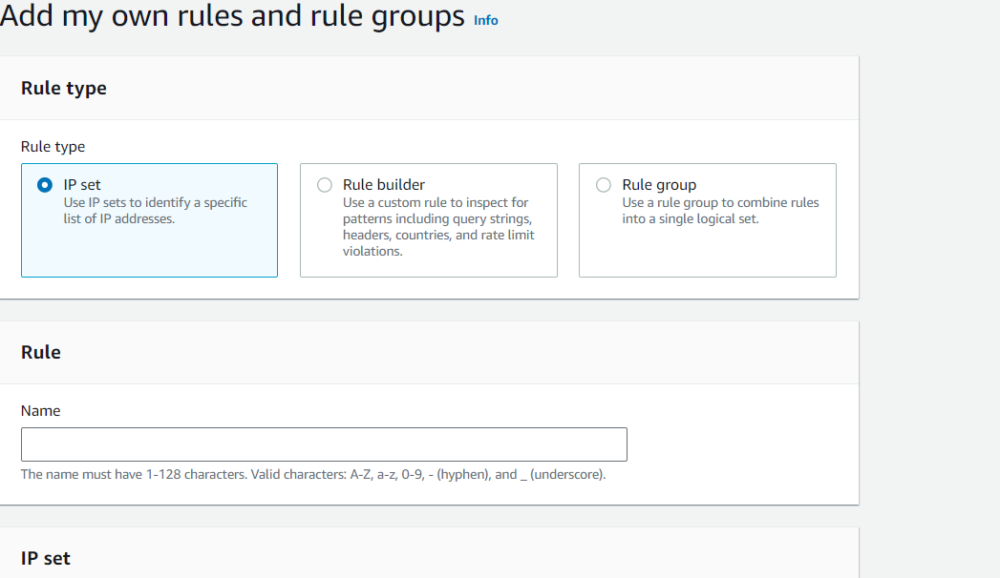 Add my own rules and rule groups Info
Rule type
Rule type
IP set
Use IP sets to identify a specific
list of IP addresses.
Rule builder
Use a custom rule to inspect for
patterns including query strings,
headers, countries, and rate limit
violations.
Rule group
Use a rule group to combine rules
into a single logical set.
Rule
Name
The name must have 1-128 characters. Valid characters: A-Z, a-z, 0-9, - (hyphen), and _ (underscore).
IP set